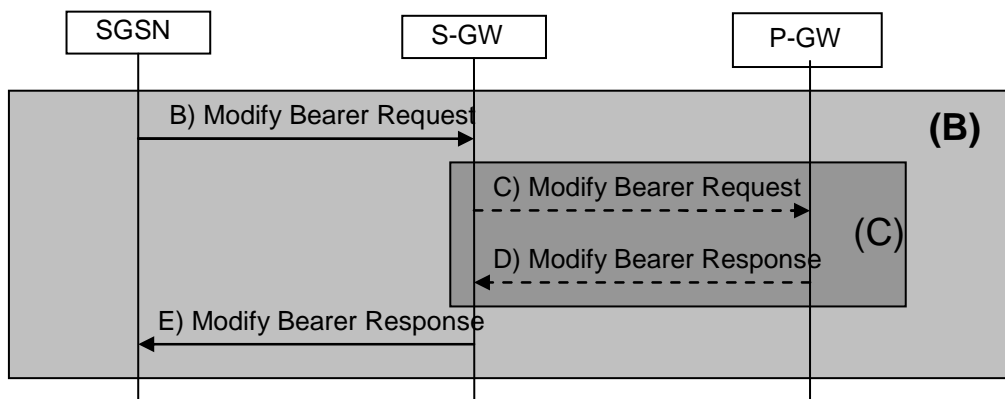 SGSN
S-GW
P-GW
B) Modify Bearer Request
(B)
C) Modify Bearer Request
(C)
D) Modify Bearer Response
E) Modify Bearer Response